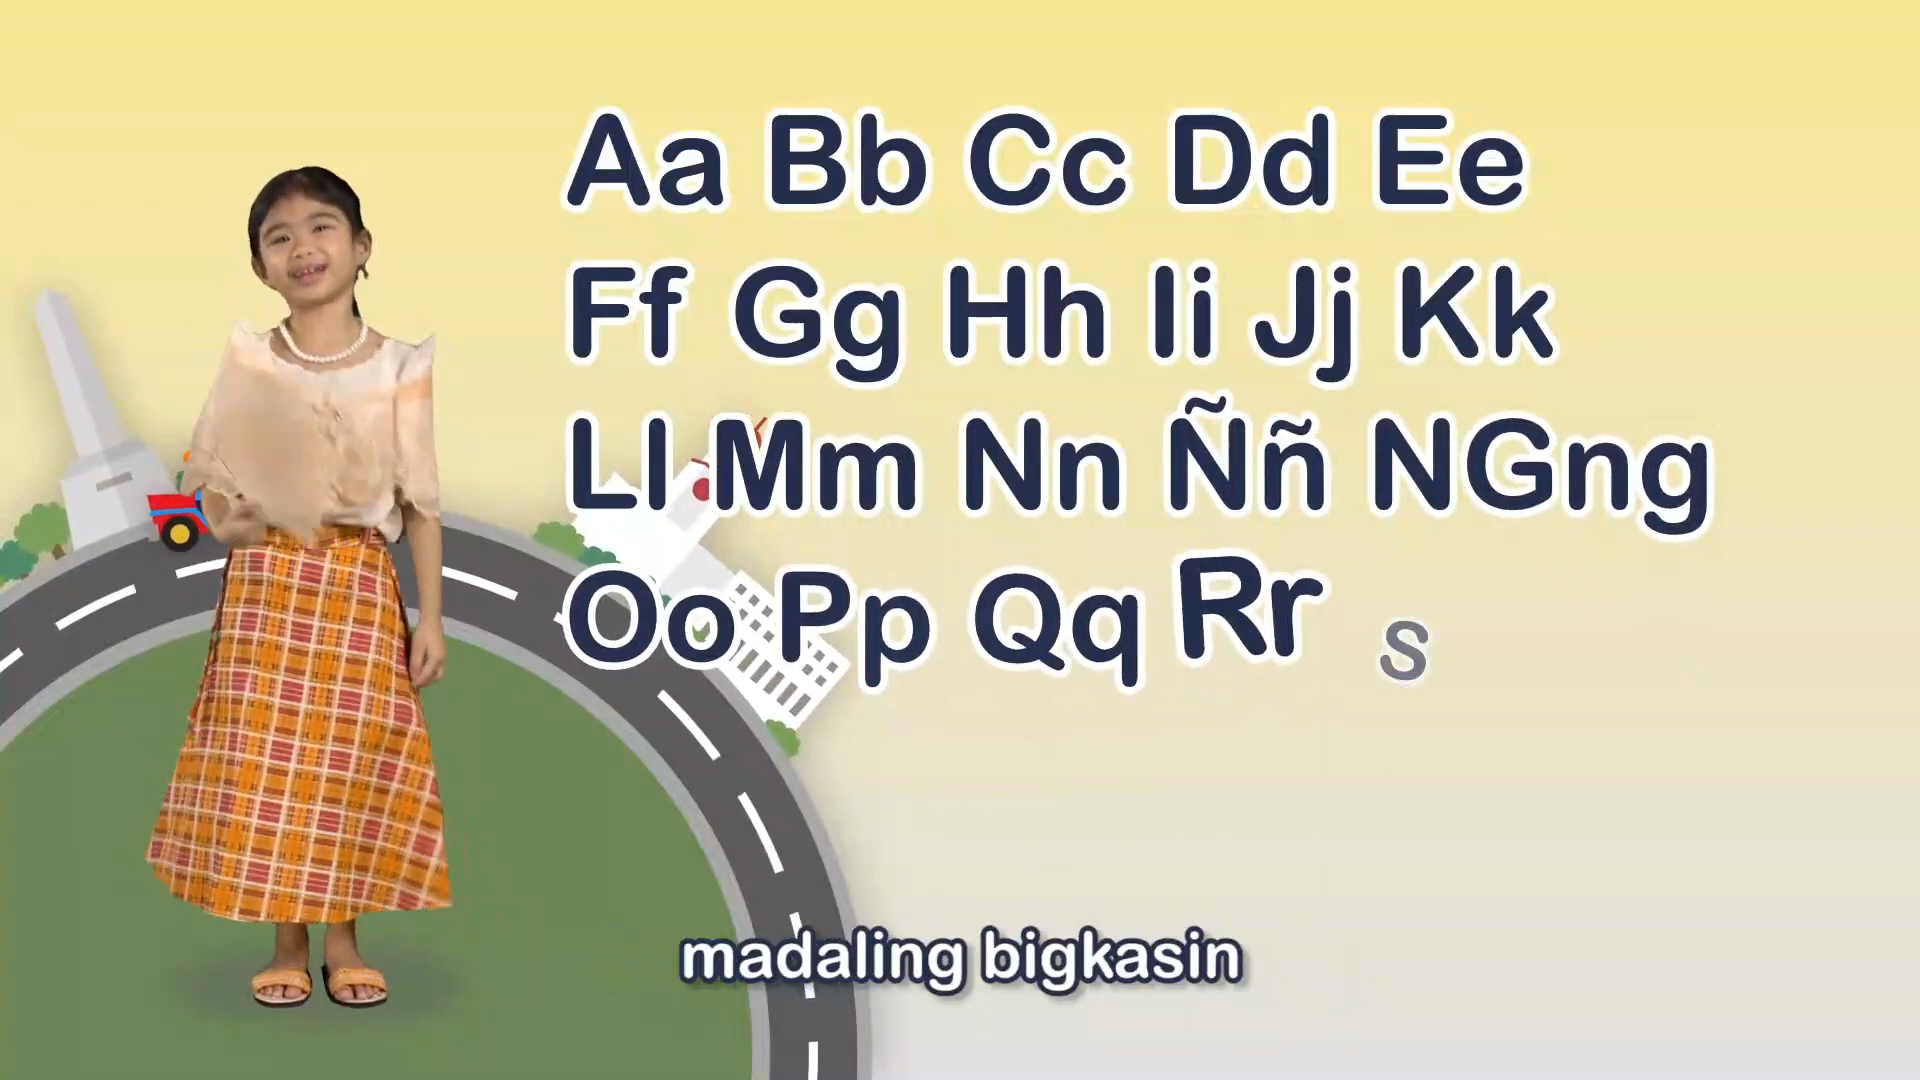 Aa Bb Cc Dd Ee
Ff Gg Hh Ii Jj Kk
Ll Mm Nn Ññ NGng
Oo Pp Qq Rr s
madaling bigkasin